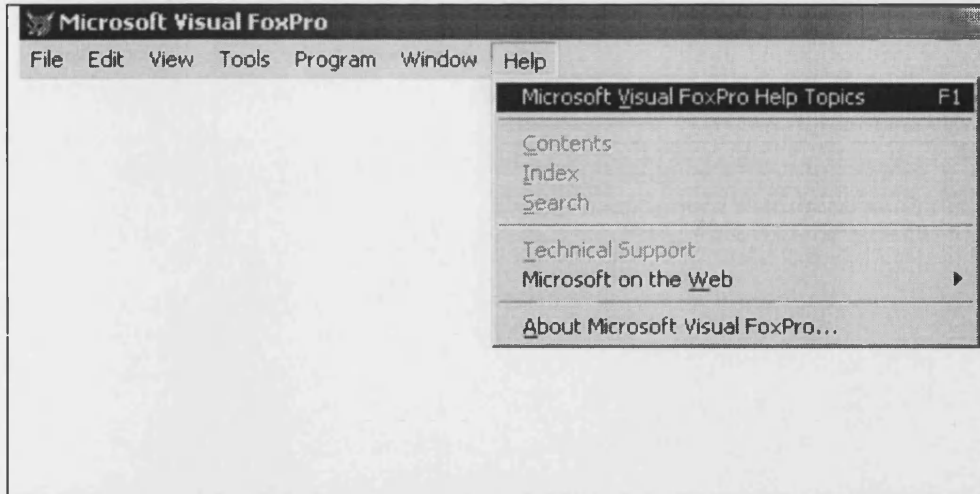 Microsoft Visual FoxPro
File Edit View Tools Program Window Help
Microsoft Visual FoxPro Help Topics F1
Contents
Index
Search
Technical Support
Microsoft on the Web
About Microsoft Visual FoxPro...